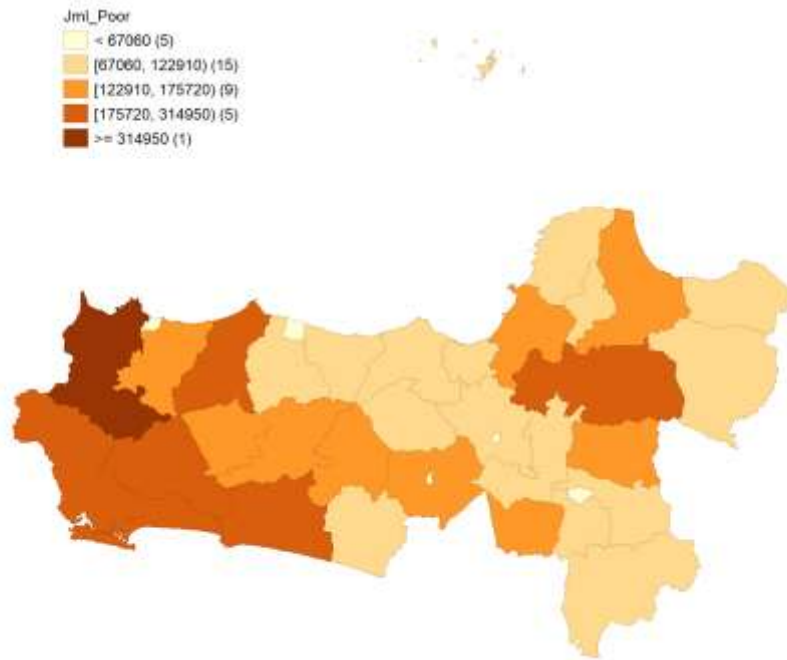 Jml_Poor
< 67060 (5)
[67060, 122910) (15)
[122910, 175720) (9)
[175720, 314950) (5)
>= 314950 (1)